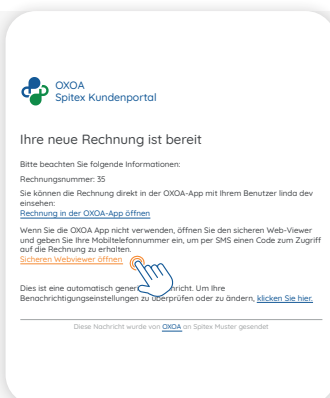 OXOA
Spitex Kundenportal
Ihre neue Rechnung ist bereit
Bitte beachten Sie folgende Informationen:
Rechnungsnummer: 35
Sie können die Rechnung direkt in der OXOA-App mit Ihrem Benutzer linda dev
einsehen:
Rechnung in der OXOA-App öffnen
Wenn Sie die OXOA App nicht verwenden, öffnen Sie den sicheren Web-Viewer
und geben Sie Ihre Mobiltelefonnummer ein, um per SMS einen Code zum Zugriff
auf die Rechnung zu erhalten.
Sicheren Webviewer öffnen
Dies ist eine automatisch generi hricht. Um Ihre
Benachrichtigungseinstellungen zu überprüfen oder zu ändern, klicken Sie hier.
Diese Nachricht wurde von OXOA an Spitex Muster gesendet